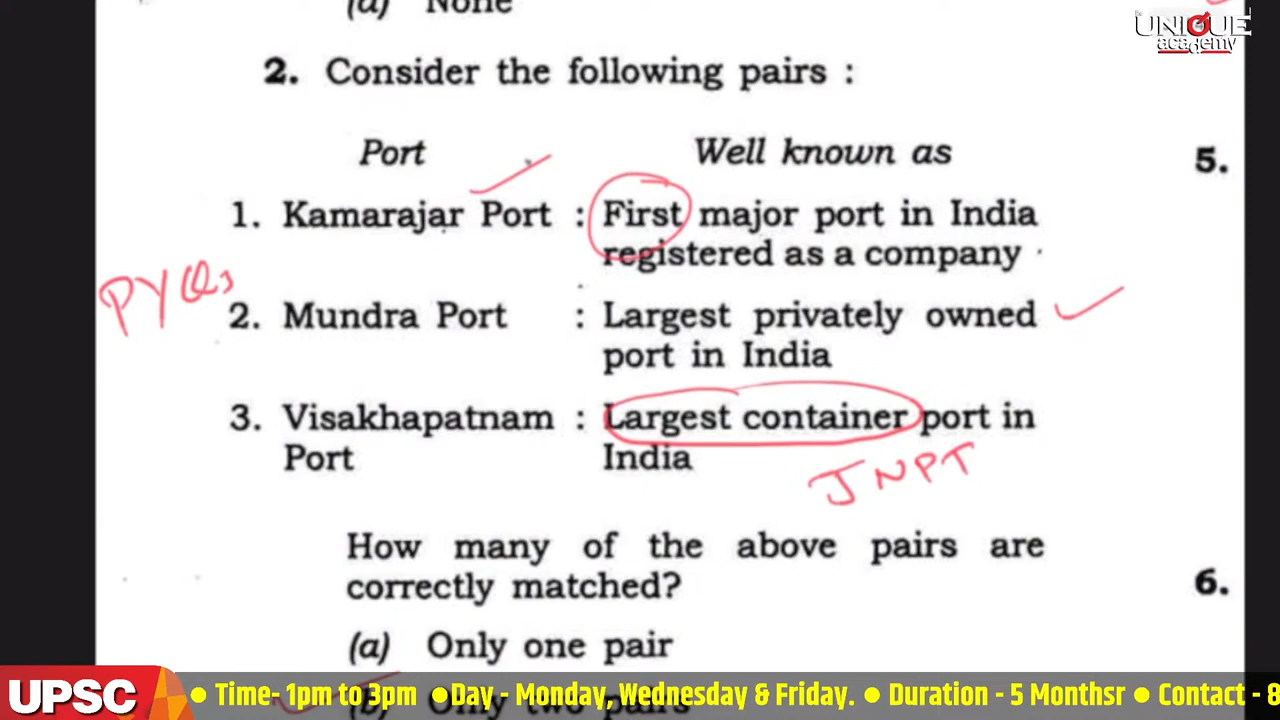 (d) None
UNIQUE
academy
2. Consider the following pairs :
Port Well known as
5.
1. Kamarajar Port : First major port in India
registered as a company
PYQs
2. Mundra Port : Largest privately owned
port in India
3. Visakhapatnam : Largest container port in
Port India
JNPT
How many of the above pairs are
correctly matched?
6.
(a) Only one pair
(b) Only two pairs
UPSC ● Time- 1pm to 3pm ●Day - Monday, Wednesday & Friday. ● Duration - 5 Monthsr ● Contact - 8